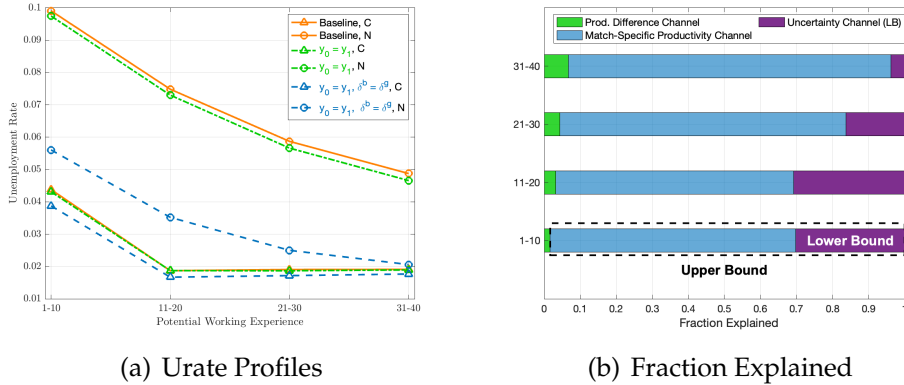 0.1
0.09
0.08
0.07
0.06
0.05
0.04
0.03
0.02
0.01
Unemployment Rate
1-10
11-20
21-30
31-40
Potential Working Experience
Baseline, C
Baseline, N
y₀ = y₁, C
y₀ = y₁, N
y₀ = y₁, δᵇ = δᵍ, C
y₀ = y₁, δᵇ = δᵍ, N
(a) Urate Profiles
Prod. Difference Channel
Uncertainty Channel (LB)
Match-Specific Productivity Channel
31-40
21-30
11-20
1-10
Lower Bound
Upper Bound
0 0.1 0.2 0.3 0.4 0.5 0.6 0.7 0.8 0.9 1
Fraction Explained
(b) Fraction Explained